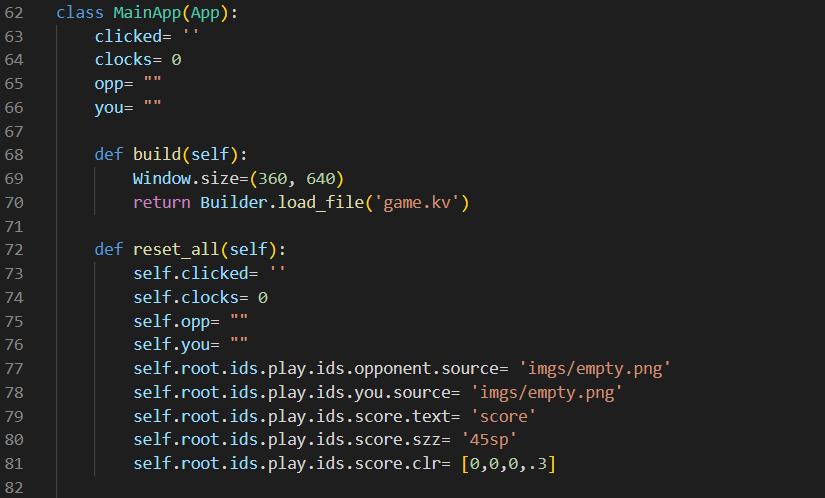 62 class MainApp(App):
63     clicked= ''
64     clocks= 0
65     opp= ""
66     you= ""
67
68     def build(self):
69         Window.size=(360, 640)
70         return Builder.load_file('game.kv')
71
72     def reset_all(self):
73         self.clicked= ''
74         self.clocks= 0
75         self.opp= ""
76         self.you= ""
77         self.root.ids.play.ids.opponent.source= 'imgs/empty.png'
78         self.root.ids.play.ids.you.source= 'imgs/empty.png'
79         self.root.ids.play.ids.score.text= 'score'
80         self.root.ids.play.ids.score.szz= '45sp'
81         self.root.ids.play.ids.score.clr= [0,0,0,.3]
82